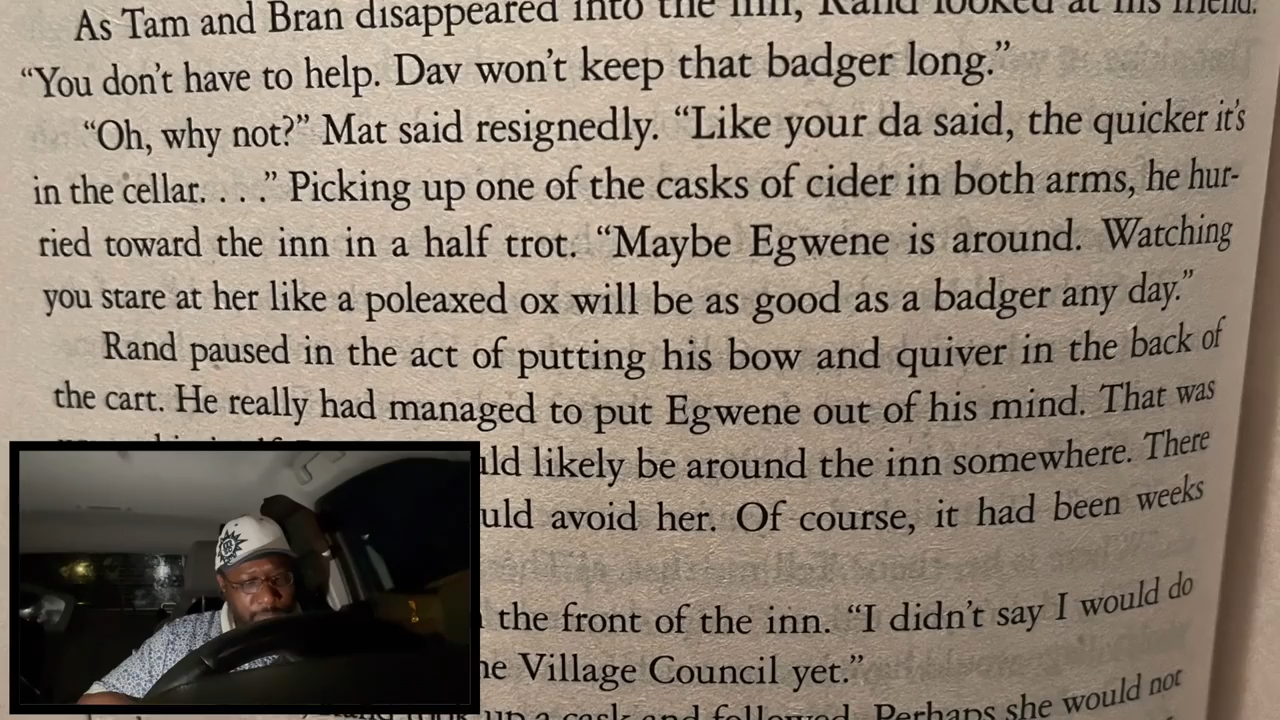 As Tam and Bran disappeared into the inn, Rand looked at his friend.
“You don’t have to help. Dav won’t keep that badger long.”
“Oh, why not?” Mat said resignedly. “Like your da said, the quicker it’s
in the cellar. . . .” Picking up one of the casks of cider in both arms, he hur-
ried toward the inn in a half trot. “Maybe Egwene is around. Watching
you stare at her like a poleaxed ox will be as good as a badger any day.”
Rand paused in the act of putting his bow and quiver in the back of
the cart. He really had managed to put Egwene out of his mind. That was
likely be around the inn somewhere. There
avoid her. Of course, it had been weeks
the front of the inn. “I didn’t say I would do
Village Council yet.”
up a cask and followed. Perhaps she would not